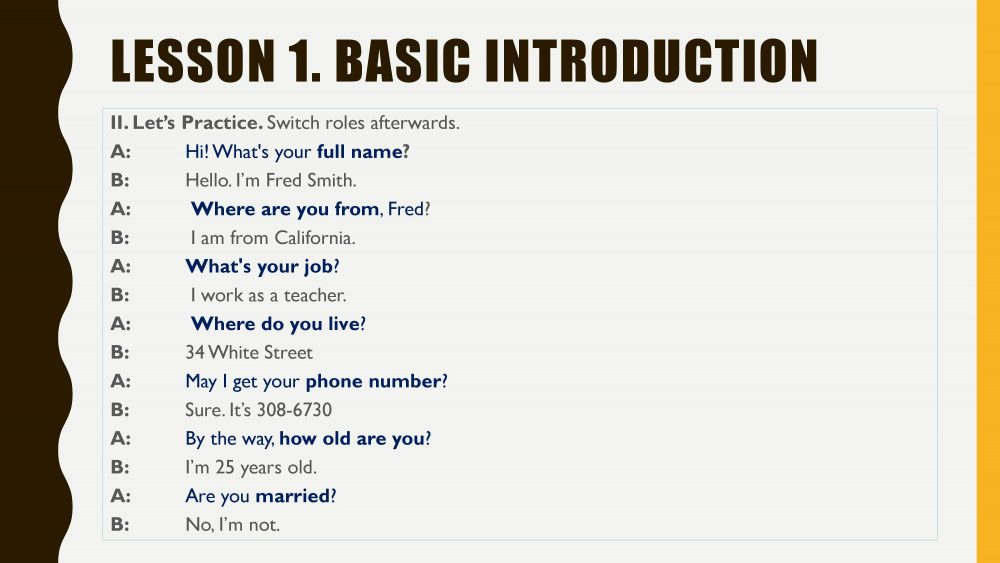 LESSON 1. BASIC INTRODUCTION
II. Let’s Practice. Switch roles afterwards.
A: Hi! What's your full name?
B: Hello. I’m Fred Smith.
A: Where are you from, Fred?
B: I am from California.
A: What's your job?
B: I work as a teacher.
A: Where do you live?
B: 34 White Street
A: May I get your phone number?
B: Sure. It’s 308-6730
A: By the way, how old are you?
B: I’m 25 years old.
A: Are you married?
B: No, I’m not.